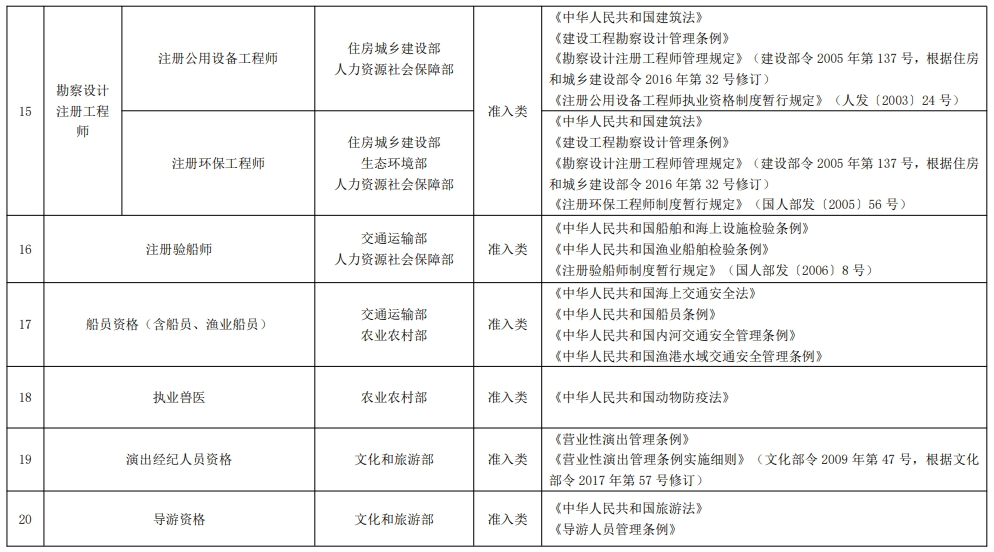 15
勘察设计
注册工程
师
注册公用设备工程师
住房城乡建设部
人力资源社会保障部
准入类
《中华人民共和国建筑法》
《建设工程勘察设计管理条例》
《勘察设计注册工程师管理规定》（建设部令 2005 年第 137 号，根据住房
和城乡建设部令 2016 年第 32 号修订）
《注册公用设备工程师执业资格制度暂行规定》（人发〔2003〕24 号）
注册环保工程师
住房城乡建设部
生态环境部
人力资源社会保障部
《中华人民共和国建筑法》
《建设工程勘察设计管理条例》
《勘察设计注册工程师管理规定》（建设部令 2005 年第 137 号，根据住房
和城乡建设部令 2016 年第 32 号修订）
《注册环保工程师制度暂行规定》（国人部发〔2005〕56 号）
16
注册验船师
交通运输部
人力资源社会保障部
准入类
《中华人民共和国船舶和海上设施检验条例》
《中华人民共和国渔业船舶检验条例》
《注册验船师制度暂行规定》（国人部发〔2006〕8 号）
17
船员资格（含船员、渔业船员）
交通运输部
农业农村部
准入类
《中华人民共和国海上交通安全法》
《中华人民共和国船员条例》
《中华人民共和国内河交通安全管理条例》
《中华人民共和国渔港水域交通安全管理条例》
18
执业兽医
农业农村部
准入类
《中华人民共和国动物防疫法》
19
演出经纪人员资格
文化和旅游部
准入类
《营业性演出管理条例》
《营业性演出管理条例实施细则》（文化部令 2009 年第 47 号，根据文化
部令 2017 年第 57 号修订）
20
导游资格
文化和旅游部
准入类
《中华人民共和国旅游法》
《导游人员管理条例》